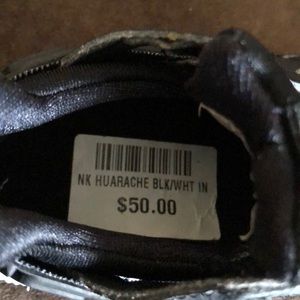 NK HUARACHE BLK/WHT IN
$50.00